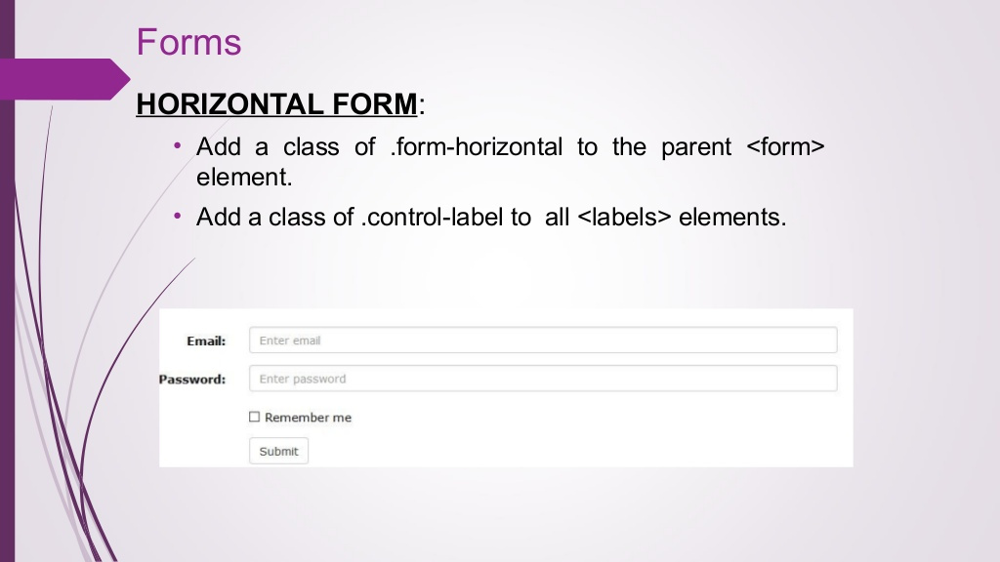 Forms
HORIZONTAL FORM:
• Add a class of .form-horizontal to the parent <form>
element.
• Add a class of .control-label to  all <labels> elements.
Email: Enter email
Password: Enter password
Remember me
Submit